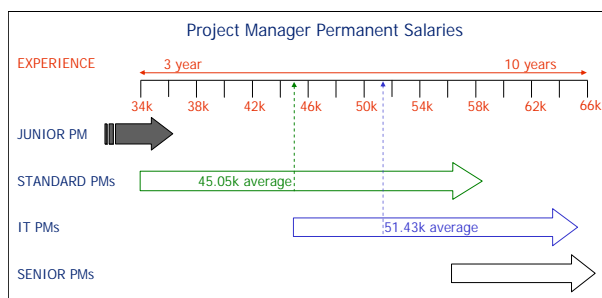 Project Manager Permanent Salaries
EXPERIENCE 3 year 10 years
34k 38k 42k 46k 50k 54k 58k 62k 66k
JUNIOR PM
STANDARD PMs 45.05k average
IT PMs 51.43k average
SENIOR PMs